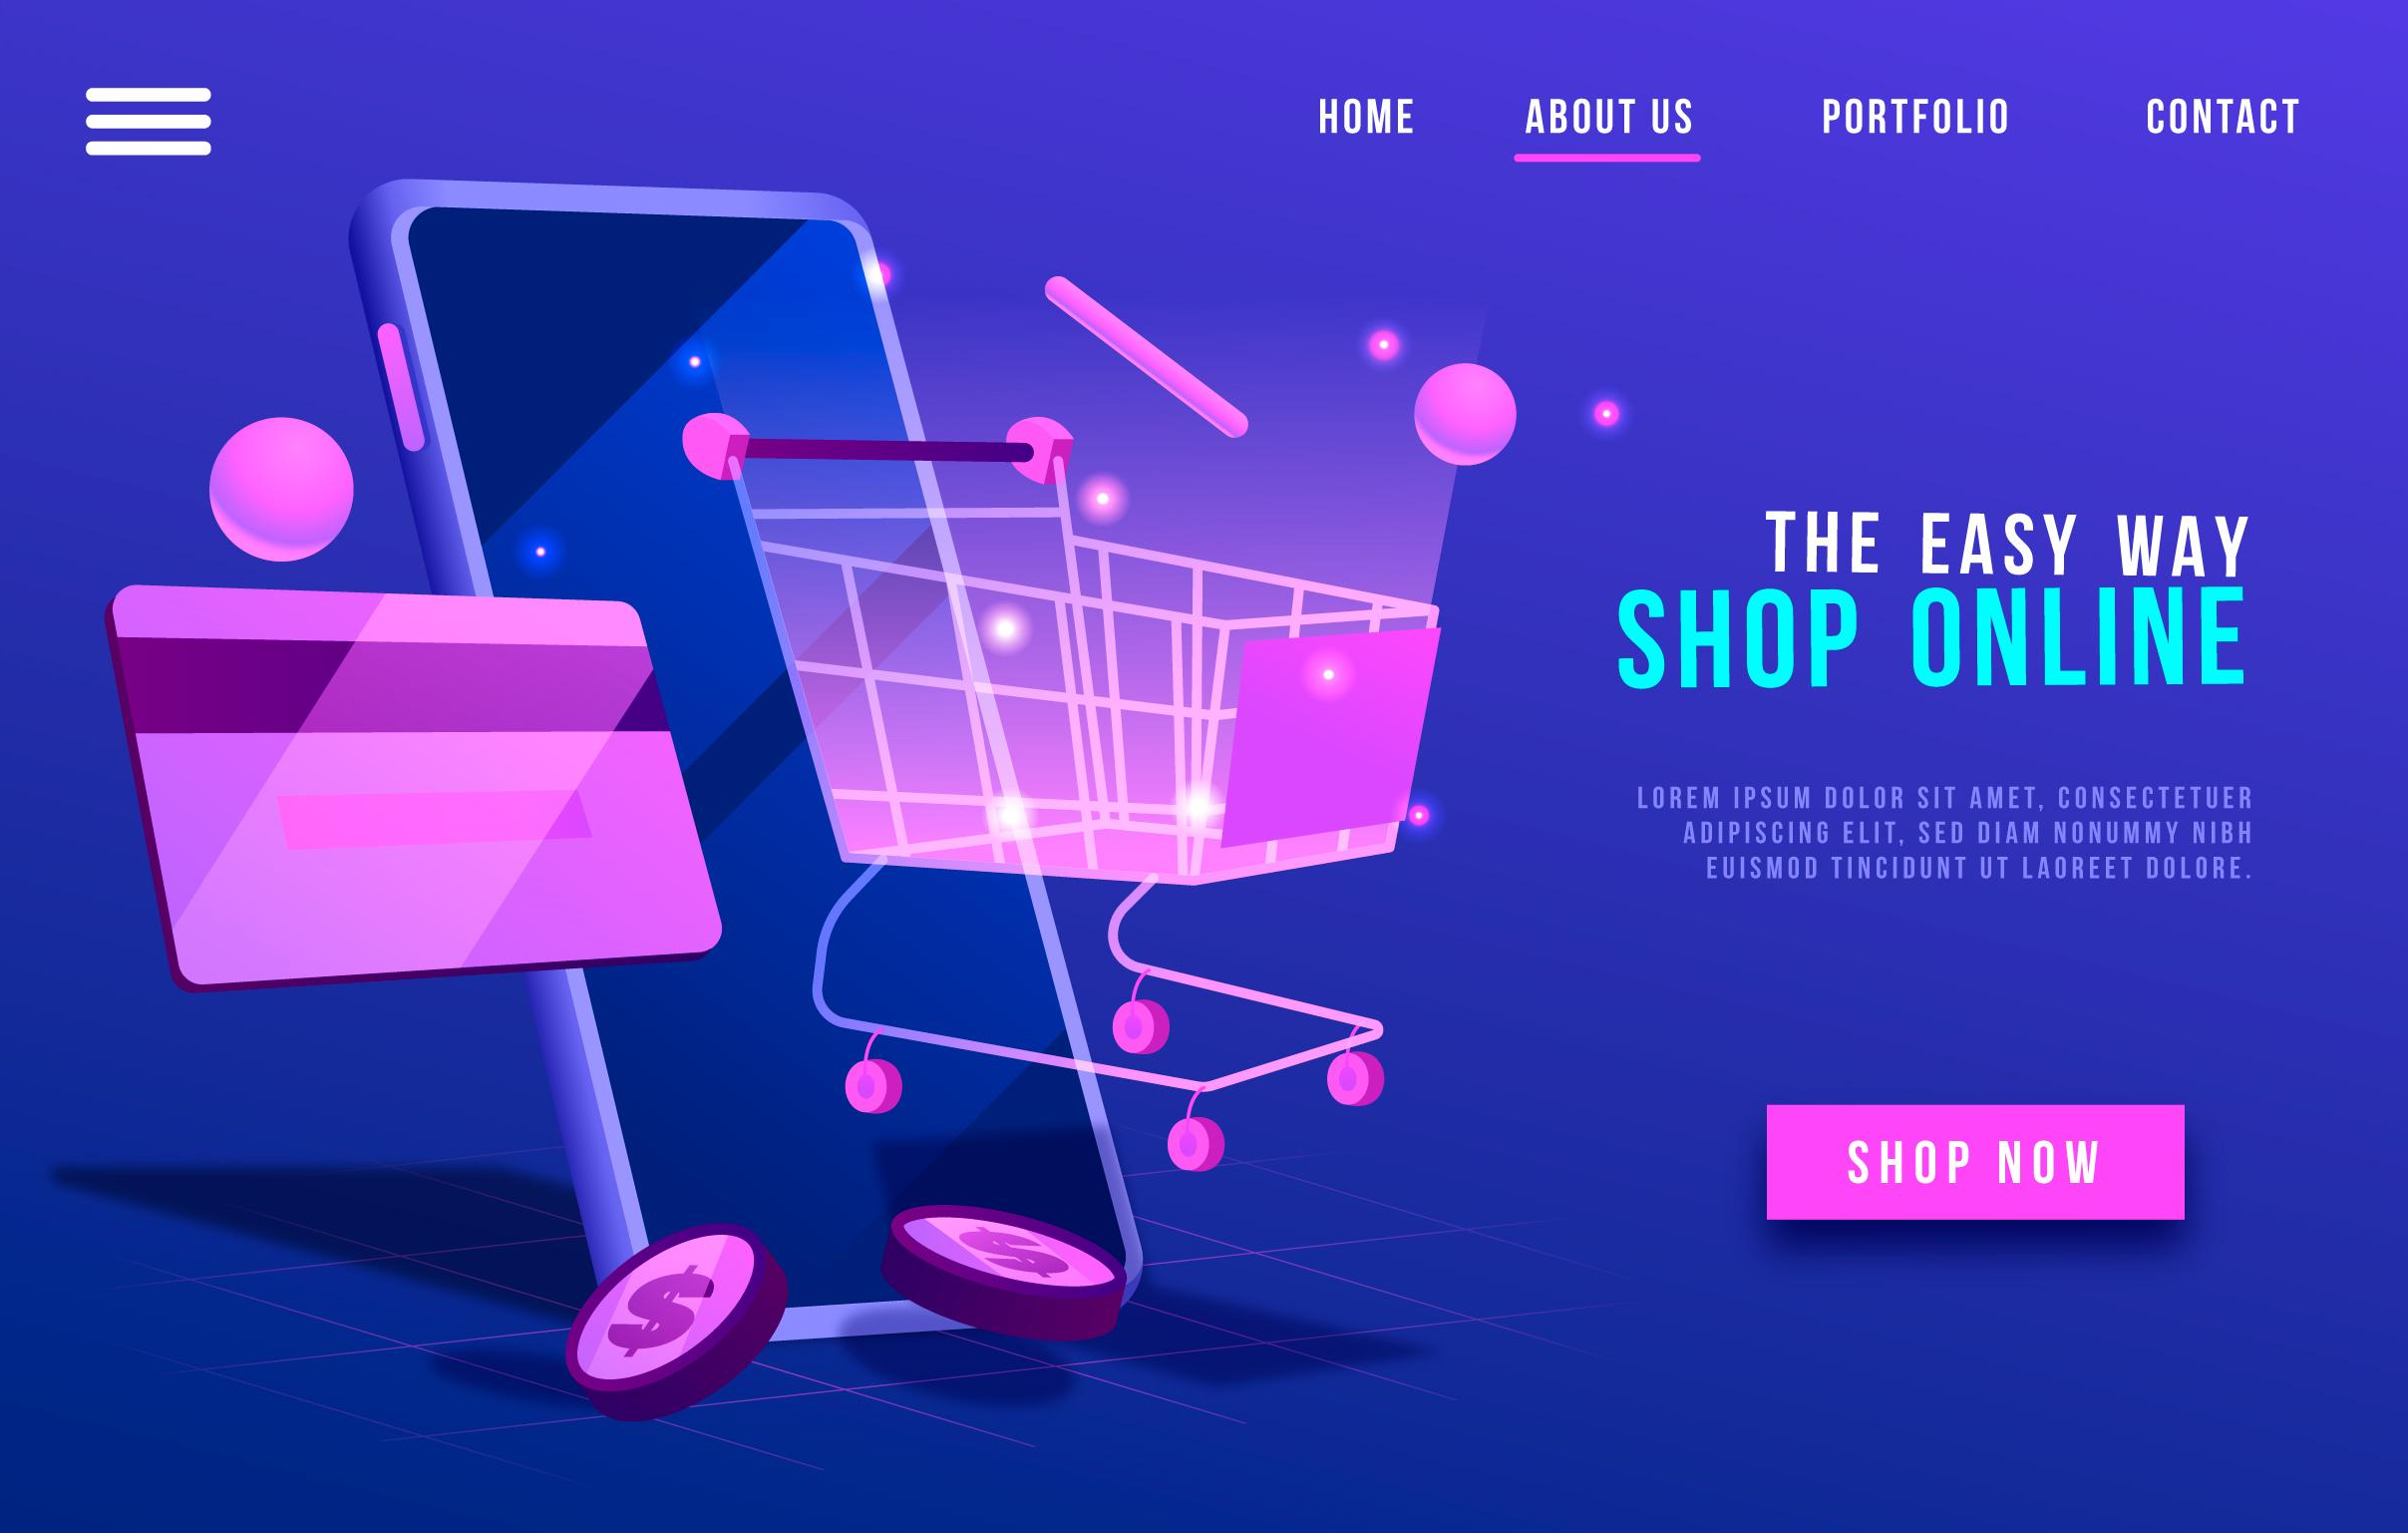 HOME ABOUT US PORTFOLIO CONTACT
THE EASY WAY
SHOP ONLINE
LOREM IPSUM DOLOR SIT AMET, CONSECTETUER
ADIPISCING ELIT, SED DIAM NONUMMY NIBH
EUISMOD TINCIDUNT UT LAOREET DOLORE.
SHOP NOW
$
$